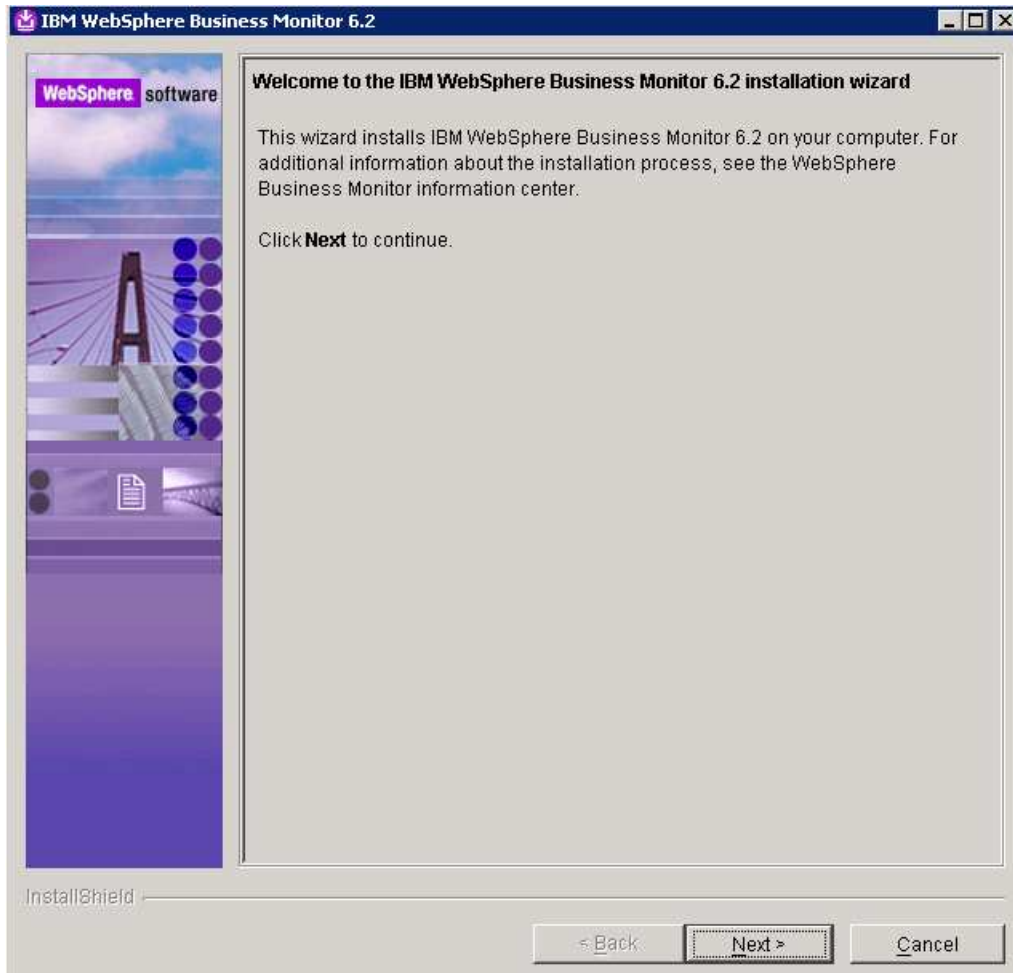 IBM WebSphere Business Monitor 6.2
WebSphere software
Welcome to the IBM WebSphere Business Monitor 6.2 installation wizard
This wizard installs IBM WebSphere Business Monitor 6.2 on your computer. For
additional information about the installation process, see the WebSphere
Business Monitor information center.
Click Next to continue.
InstallShield
< Back
Next >
Cancel